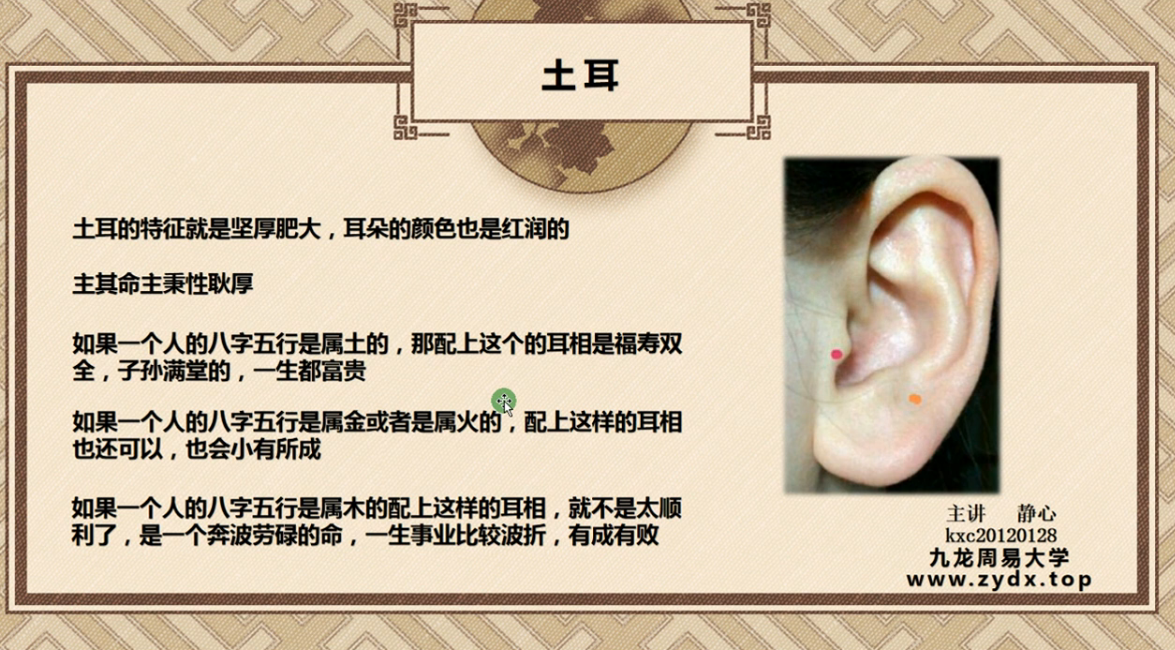 土耳
土耳的特征就是坚厚肥大，耳朵的颜色也是红润的
主其命主秉性耿厚
如果一个人的八字五行是属土的，那配上这个的耳相是福寿双
全，子孙满堂的，一生都富贵
如果一个人的八字五行是属金或者是属火的，配上这样的耳相
也还可以，也会小有所成
如果一个人的八字五行是属木的配上这样的耳相，就不是太顺
利了，是一个奔波劳碌的命，一生事业比较波折，有成有败
主讲 静心
kxc20120128
九龙周易大学
www.zydx.top